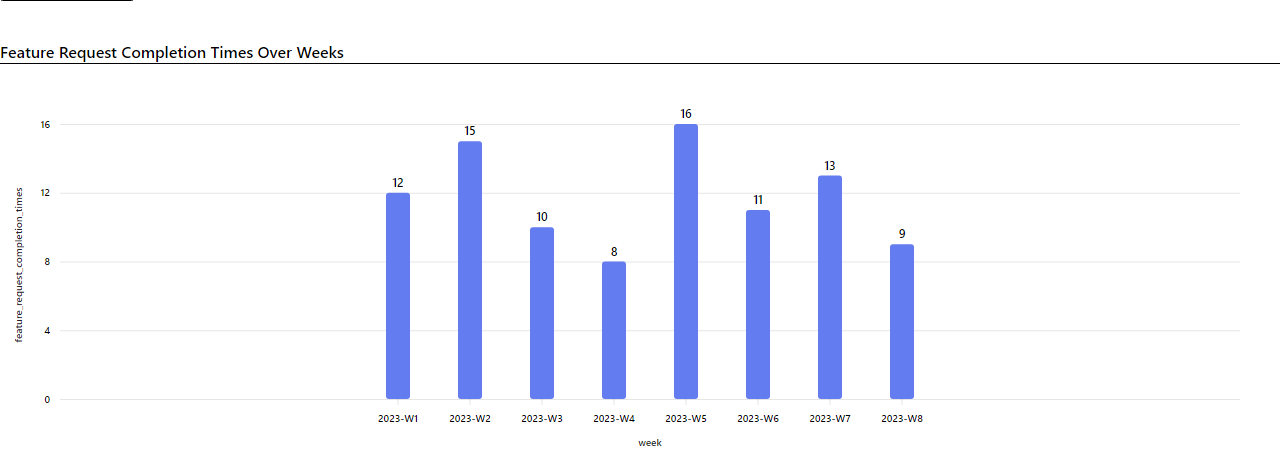 Feature Request Completion Times Over Weeks
feature_request_completion_times
16
12
8
4
0
12
15
10
8
16
11
13
9
2023-W1
2023-W2
2023-W3
2023-W4
2023-W5
2023-W6
2023-W7
2023-W8
week